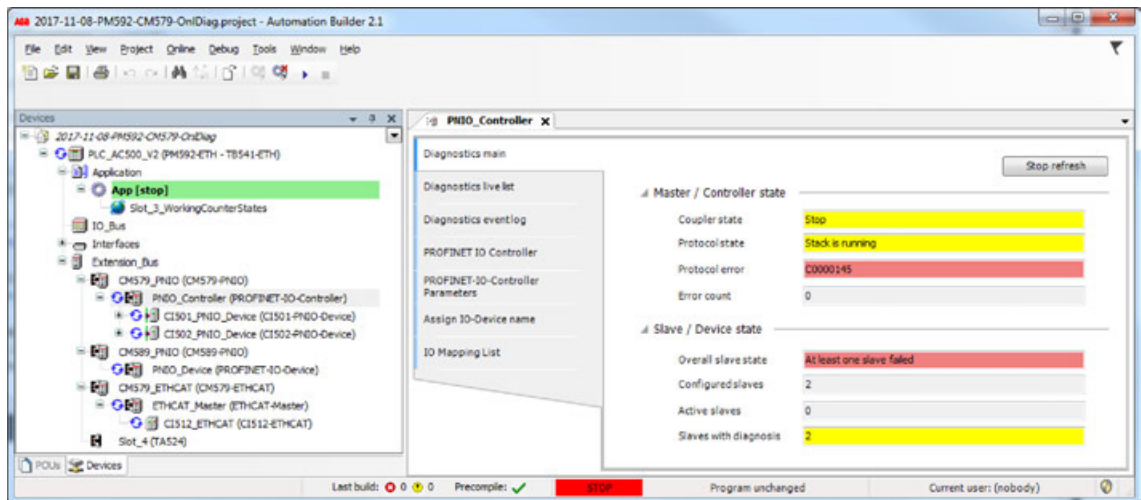 ABB 2017-11-08-PM592-CM579-OnlDiag.project - Automation Builder 2.1
File Edit View Project Online Debug Tools Window Help
Devices
2017-11-08-PM592-CM579-OnlDiag
PLC_AC500_V2 (PM592-ETH - TB541-ETH)
Application
App [stop]
Slot_3_WorkingCounterStates
IO_Bus
Interfaces
Extension_Bus
CM579_PNIO (CM579-PNIO)
PNIO_Controller (PROFINET-IO-Controller)
CI501_PNIO_Device (CI501-PNIO-Device)
CI502_PNIO_Device (CI502-PNIO-Device)
CM589_PNIO (CM589-PNIO)
PNIO_Device (PROFINET-IO-Device)
CM579_ETHCAT (CM579-ETHCAT)
ETHCAT_Master (ETHCAT-Master)
CI512_ETHCAT (CI512-ETHCAT)
Slot_4 (TA524)
POUs Devices
PNIO_Controller
Diagnostics main
Diagnostics live list
Diagnostics eventlog
PROFINET IO Controller
PROFINET-IO-Controller
Parameters
Assign IO-Device name
IO Mapping List
Stop refresh
Master / Controller state
Coupler state Stop
Protocol state Stack is running
Protocol error C0000145
Error count 0
Slave / Device state
Overall slave state At least one slave failed
Configured slaves 2
Active slaves 0
Slaves with diagnosis 2
Last build: 0 0 Precompile: STOP Program unchanged Current user: (nobody)